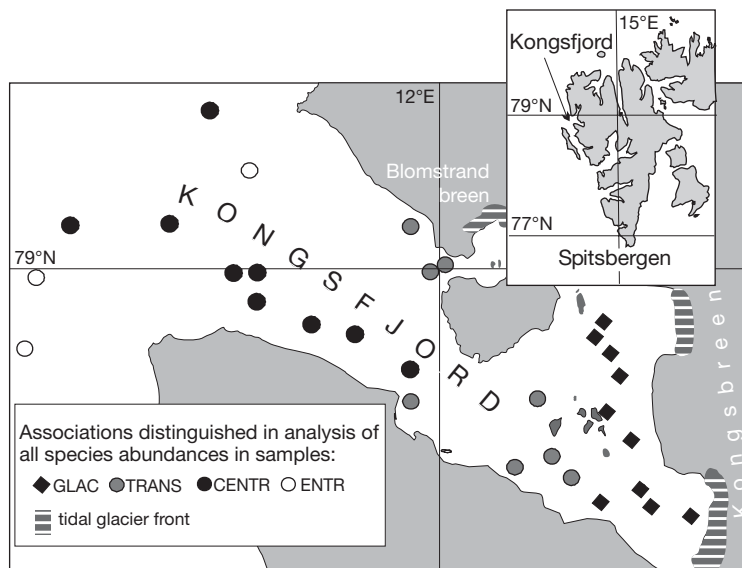 15°E
Kongsfjord
79°N
77°N
Spitsbergen
12°E
Blomstrand
breen
KONGSFJORD
79°N
Kongsbreen
Associations distinguished in analysis of
all species abundances in samples:
GLAC TRANS CENTR ENTR
tidal glacier front